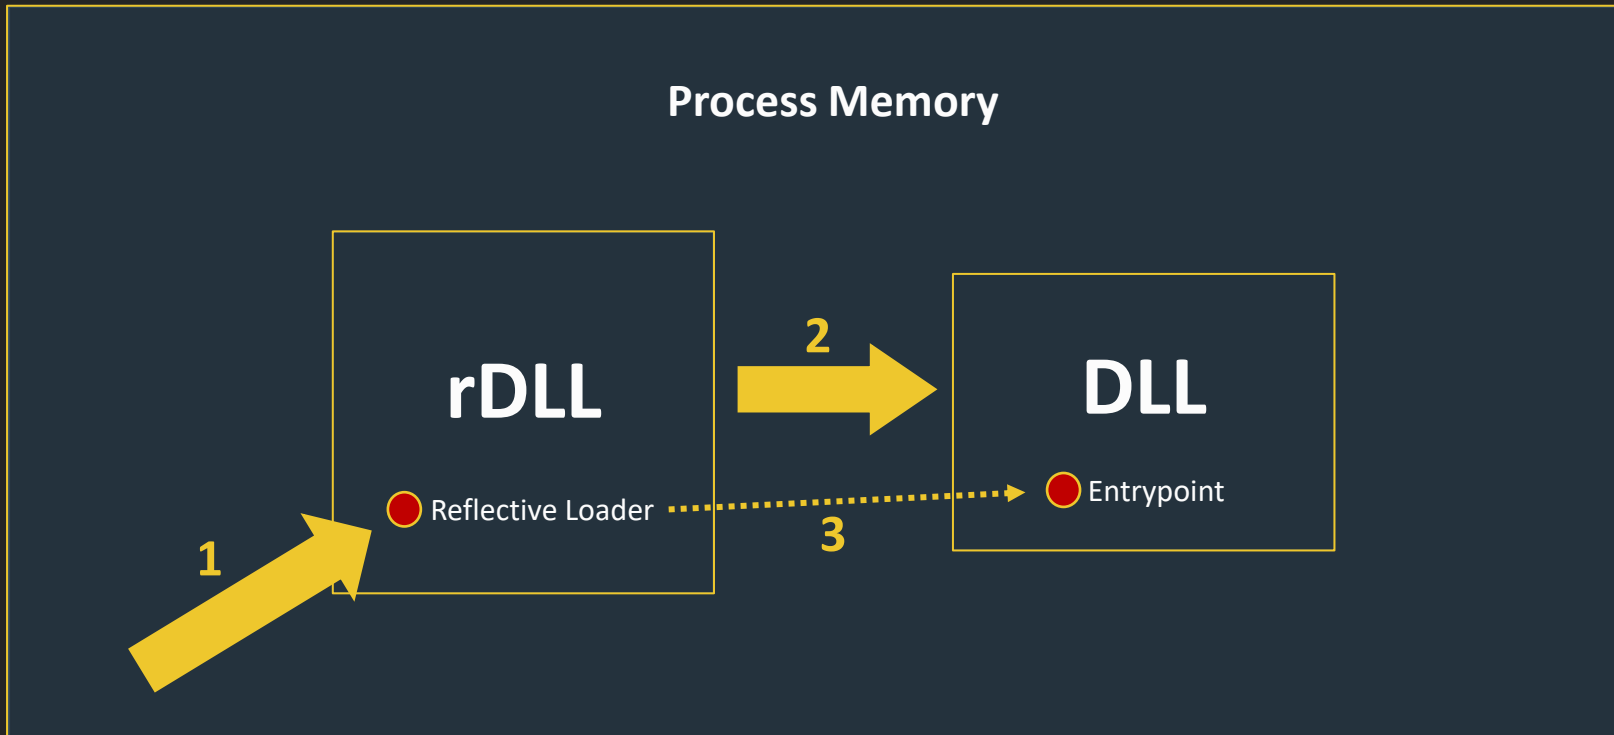 Process Memory
rDLL
2
DLL
Reflective Loader
Entrypoint
1
3